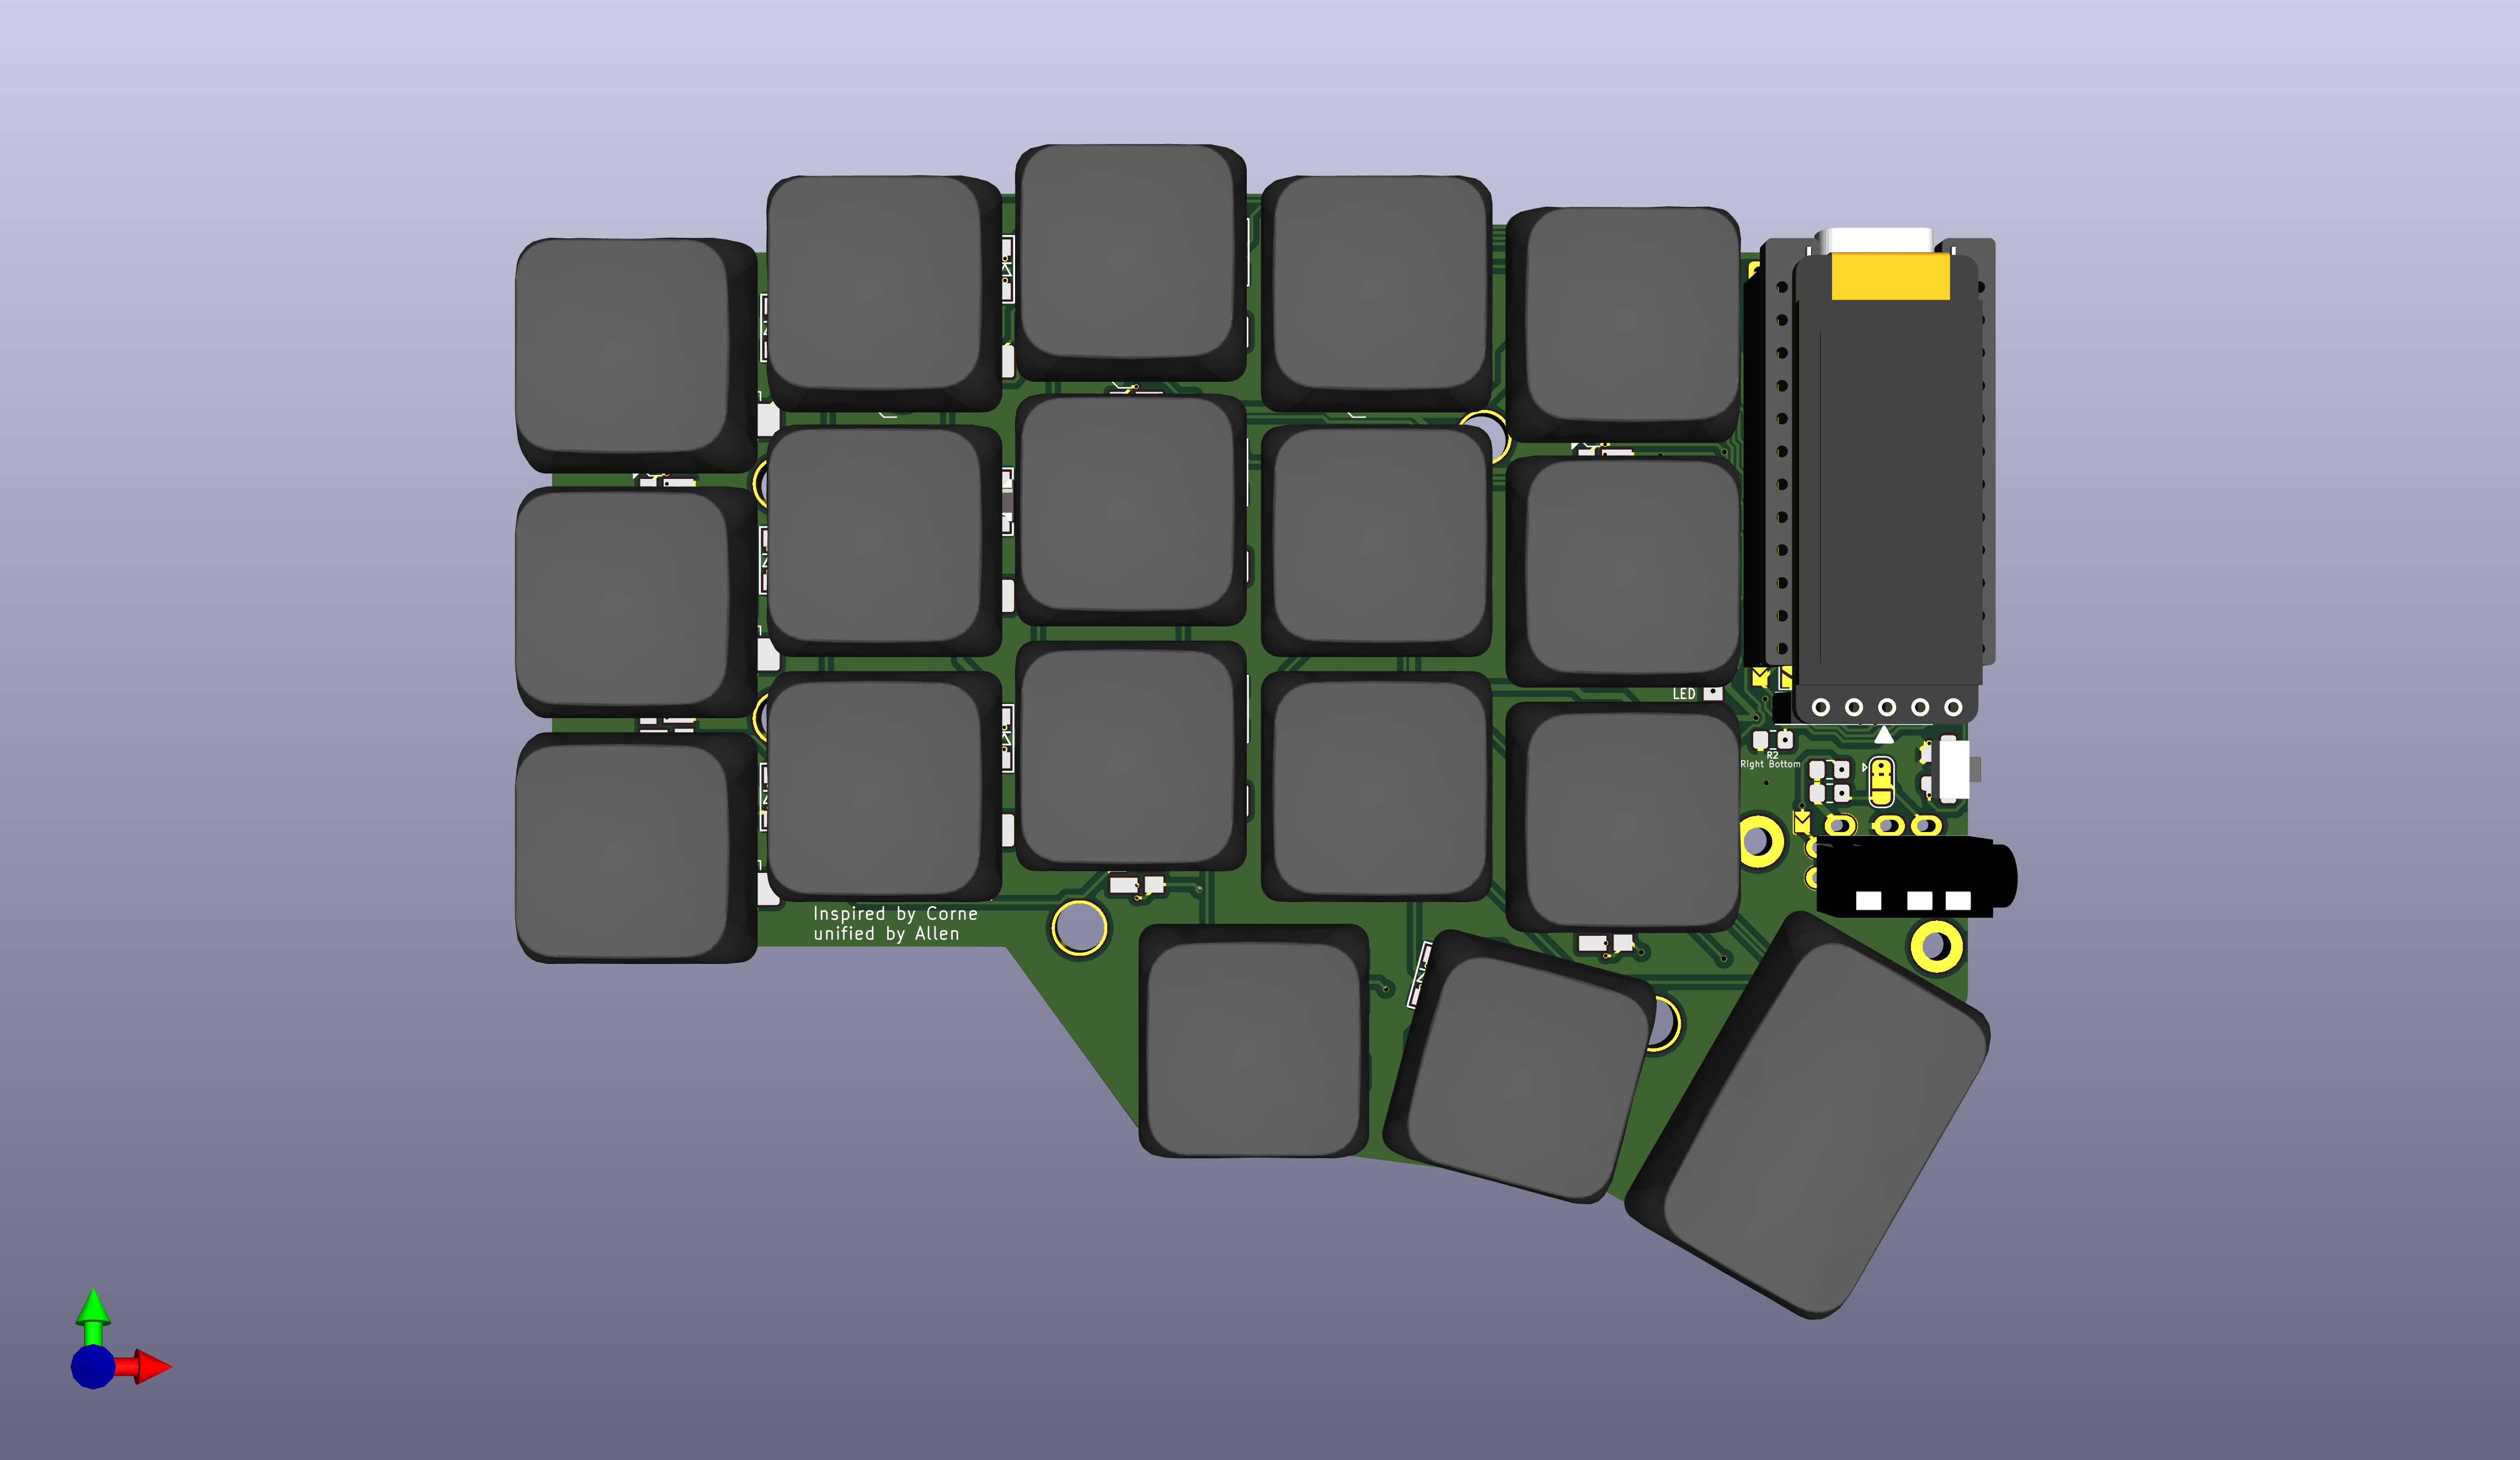 LED
R2
Right Bottom
Inspired by Corne
unified by Allen